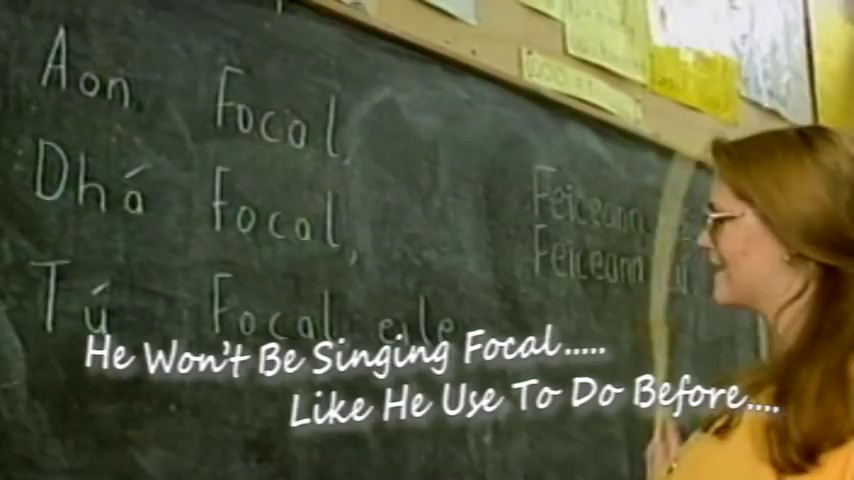 Aon Focal,
Dhá Focal,
Tú Focal eile
Feiceann
Feiceann tú
He Won't Be Singing Focal.....
Like He Use To Do Before....